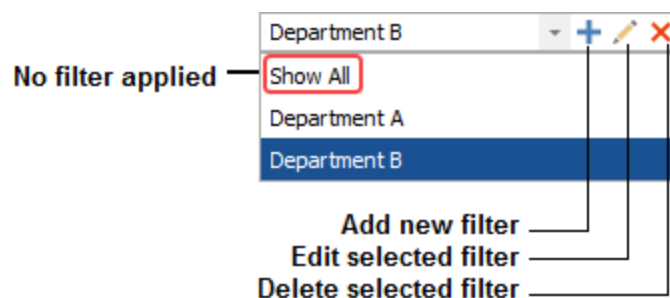 Department B
No filter applied
Show All
Department A
Department B
Add new filter
Edit selected filter
Delete selected filter